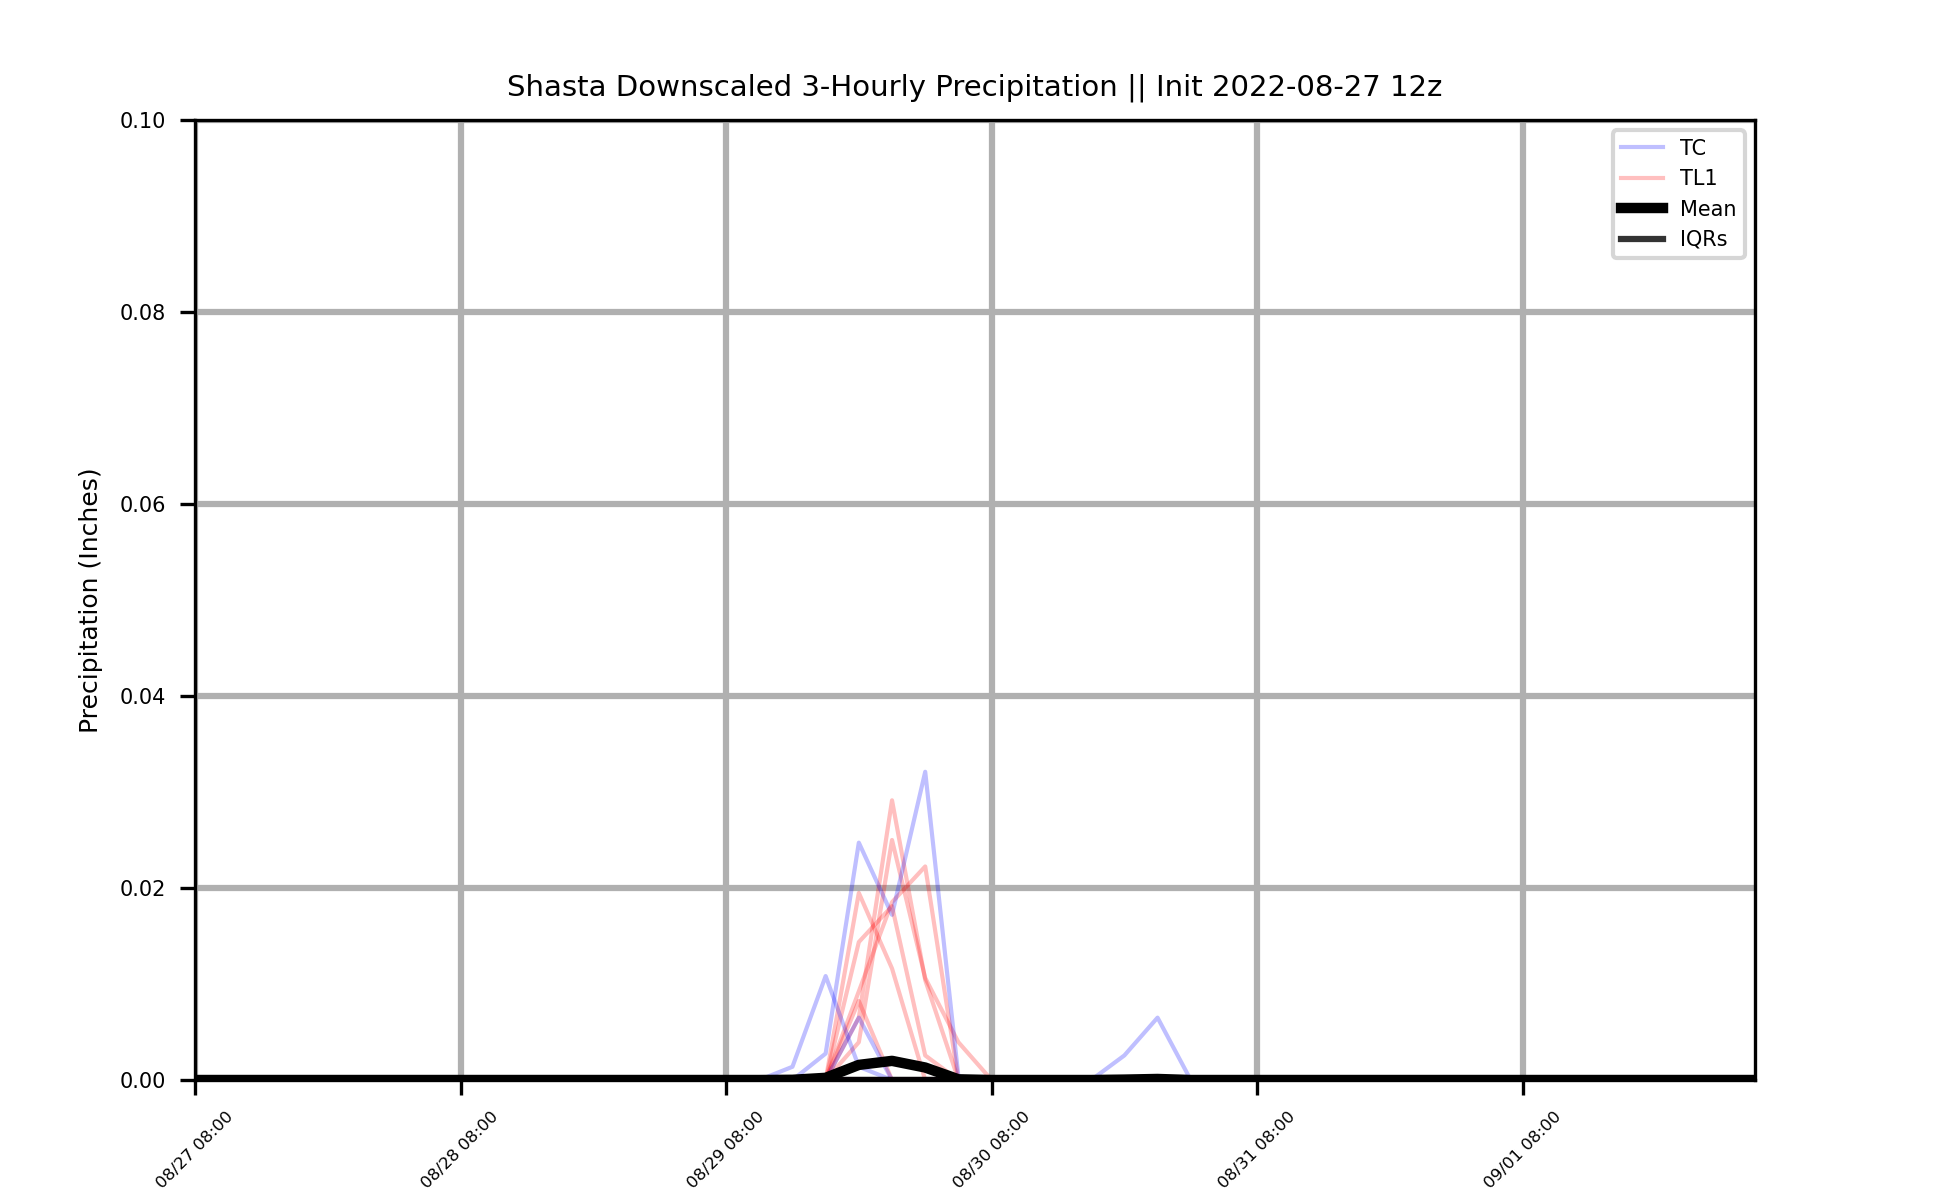 Shasta Downscaled 3-Hourly Precipitation || Init 2022-08-27 12z
0.10
0.08
0.06
0.04
0.02
0.00
Precipitation (Inches)
TC
TL1
Mean
IQRs
08/27 08:00
08/28 08:00
08/29 08:00
08/30 08:00
08/31 08:00
09/01 08:00